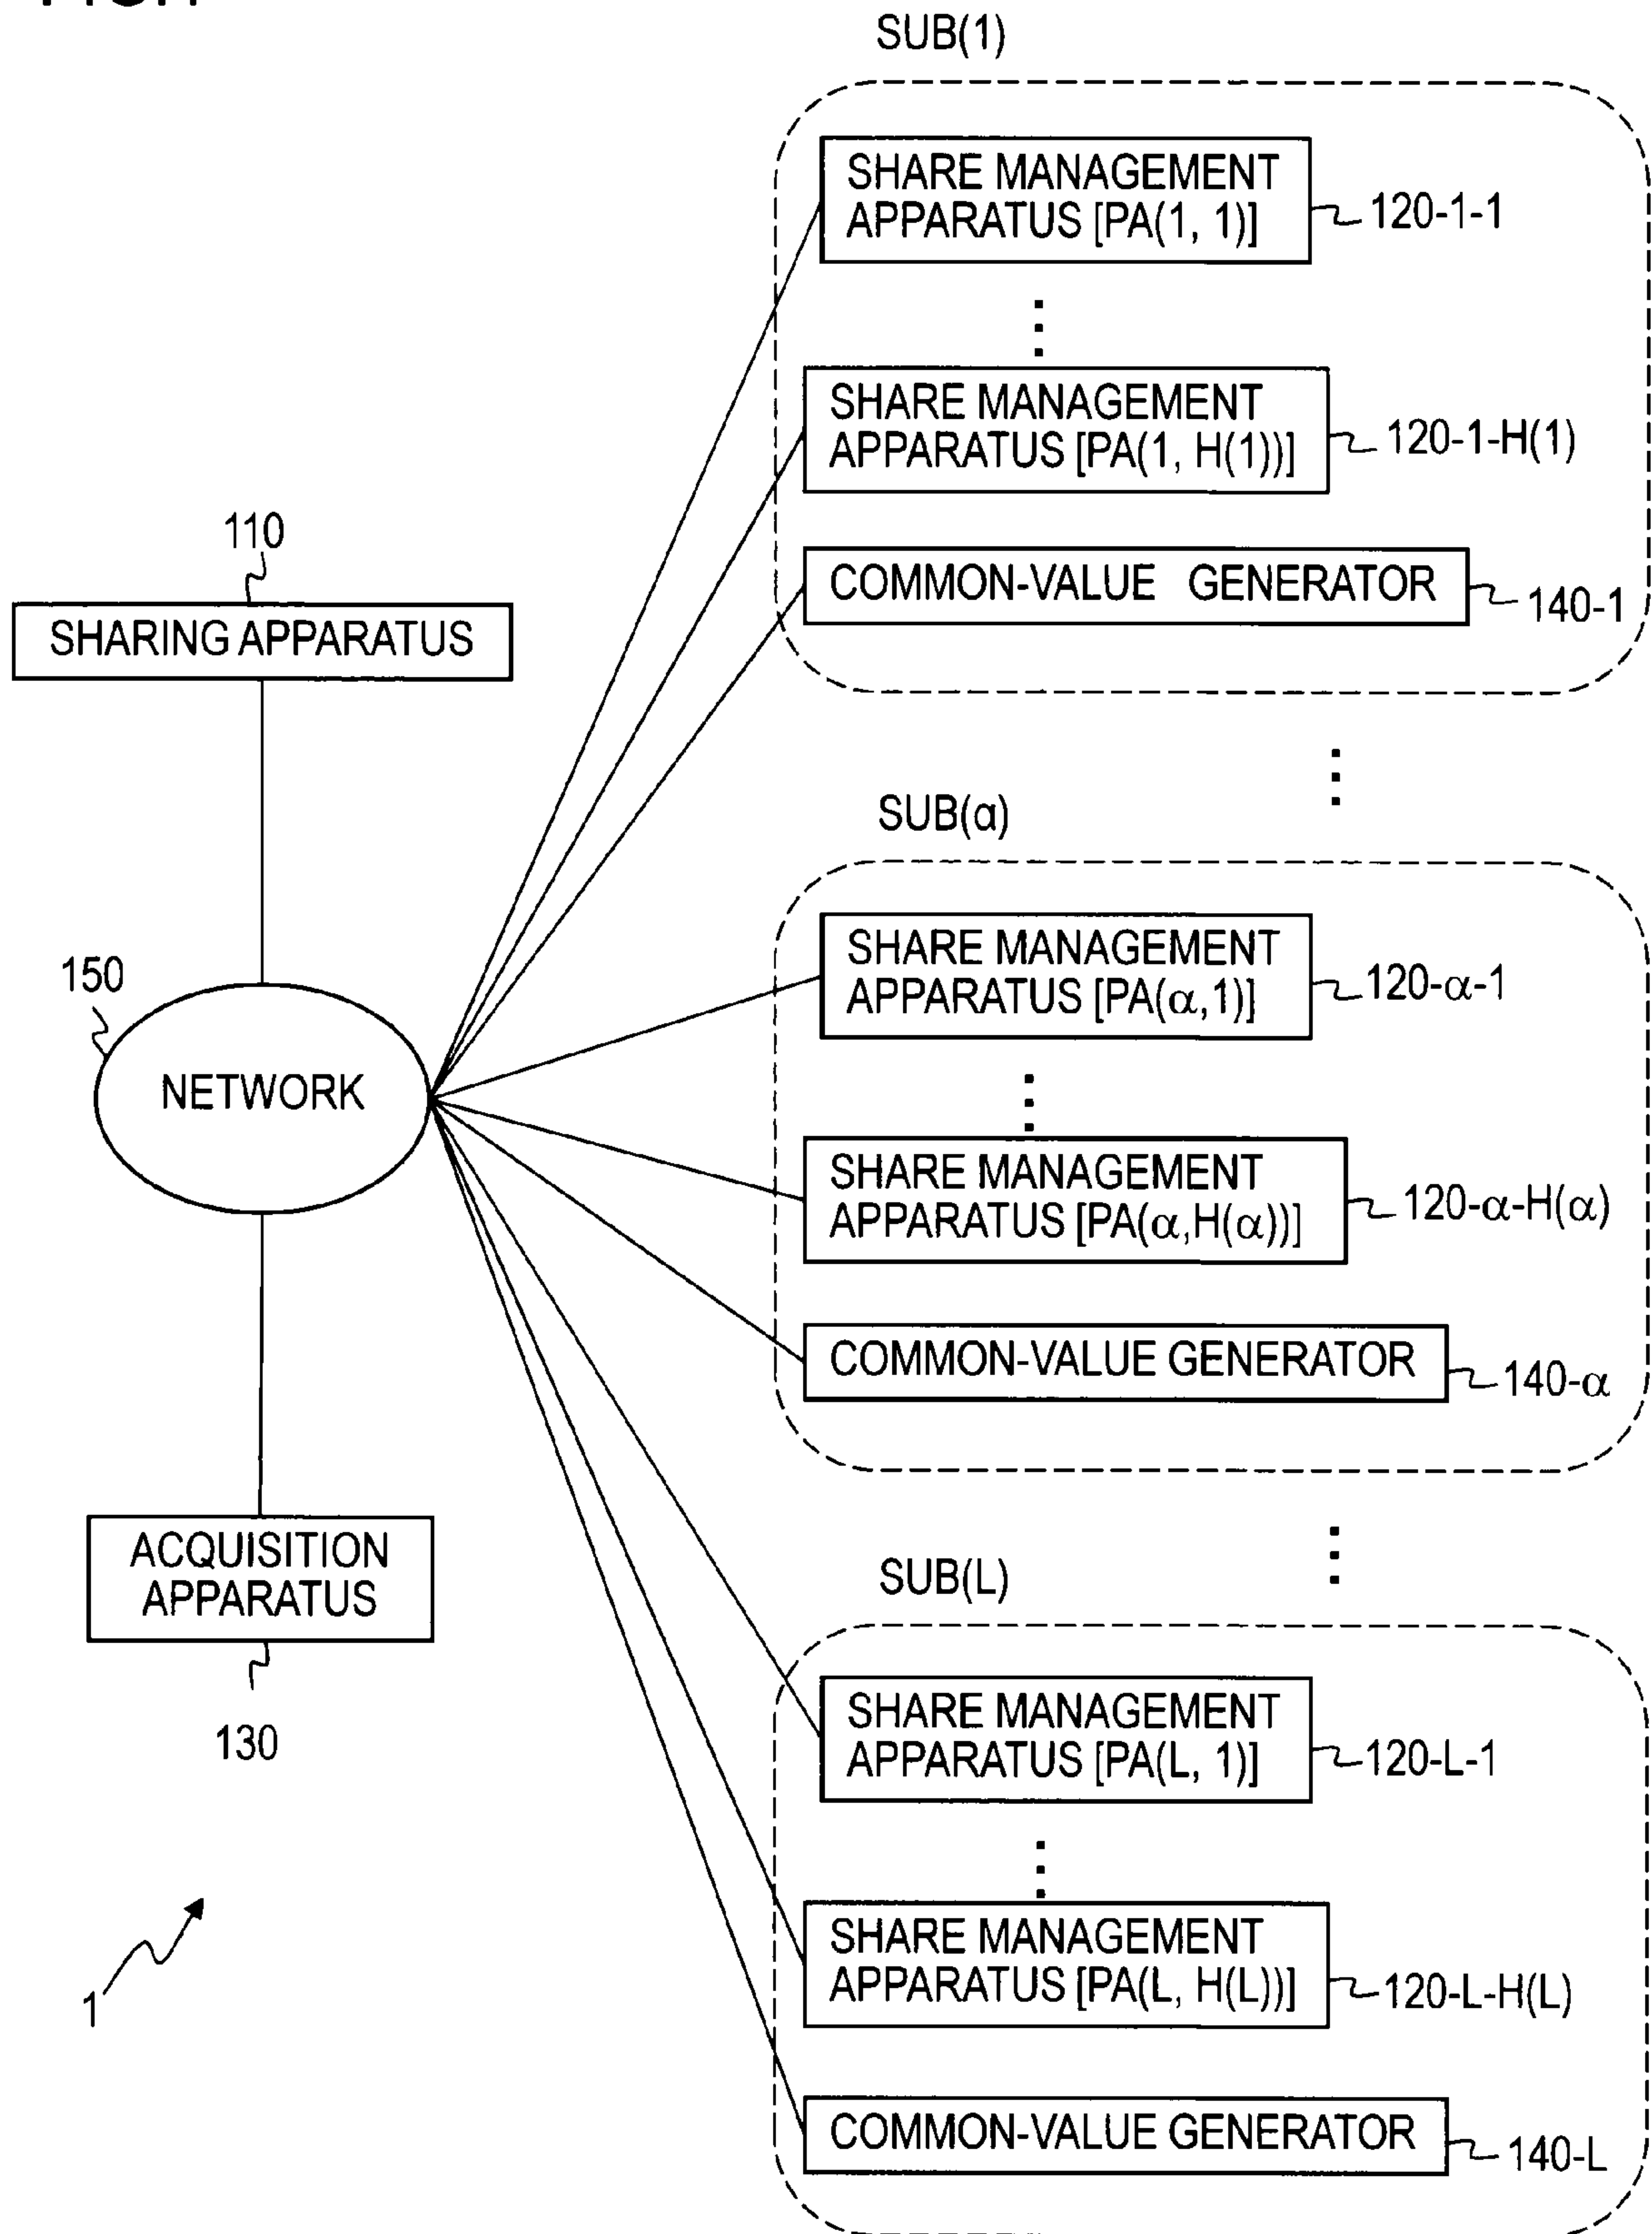 SUB(1)
SHARE MANAGEMENT
APPARATUS [PA(1, 1)]
120-1-1
SHARE MANAGEMENT
APPARATUS [PA(1, H(1))]
120-1-H(1)
COMMON-VALUE GENERATOR
140-1
110
SHARING APPARATUS
SUB(α)
SHARE MANAGEMENT
APPARATUS [PA(α,1)]
120-α-1
150
NETWORK
SHARE MANAGEMENT
APPARATUS [PA(α,H(α))]
120-α-H(α)
COMMON-VALUE GENERATOR
140-α
ACQUISITION
APPARATUS
130
SUB(L)
SHARE MANAGEMENT
APPARATUS [PA(L, 1)]
120-L-1
SHARE MANAGEMENT
APPARATUS [PA(L, H(L))]
120-L-H(L)
1
COMMON-VALUE GENERATOR
140-L